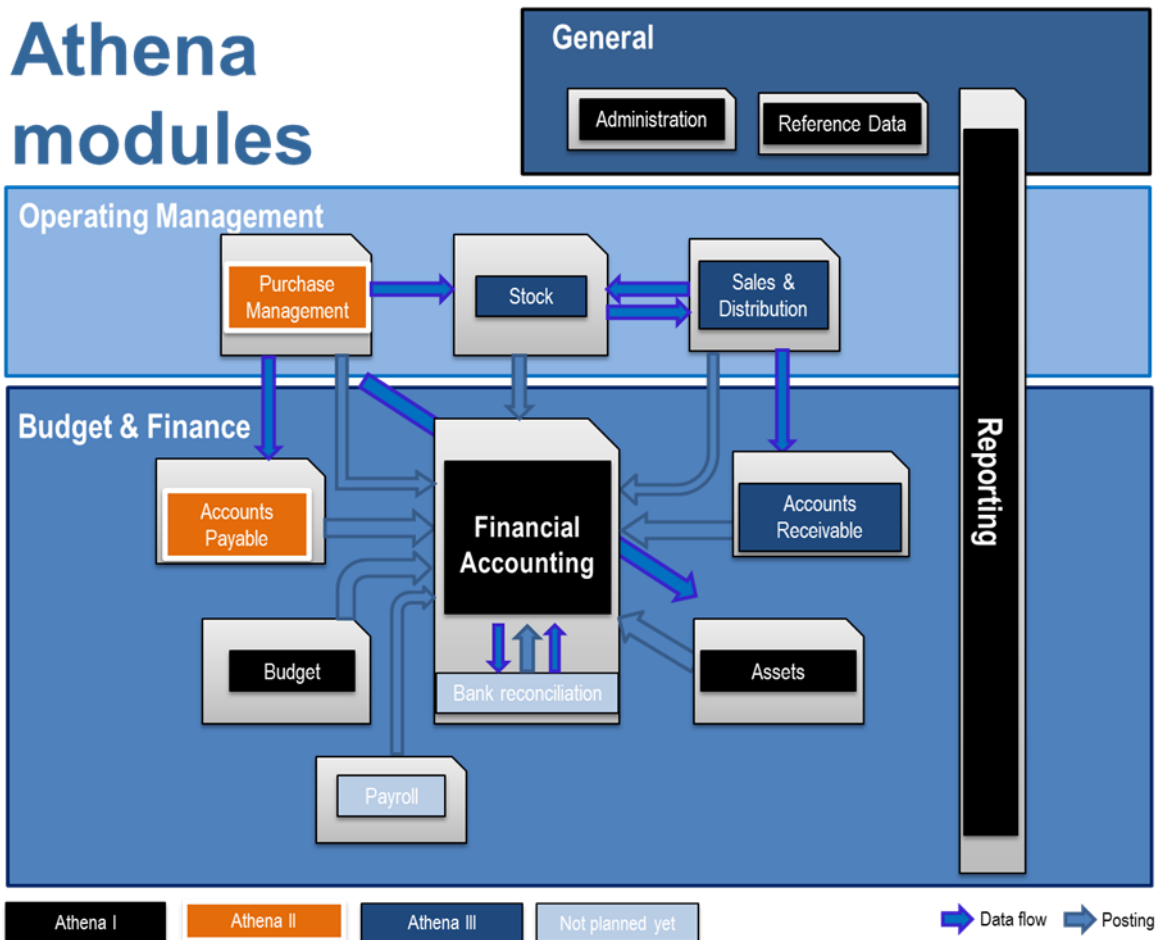 Athena
modules
General
Administration
Reference Data
Operating Management
Purchase
Management
Stock
Sales &
Distribution
Budget & Finance
Accounts
Payable
Financial
Accounting
Accounts
Receivable
Reporting
Budget
Bank reconciliation
Assets
Payroll
Athena I
Athena II
Athena III
Not planned yet
Data flow
Posting